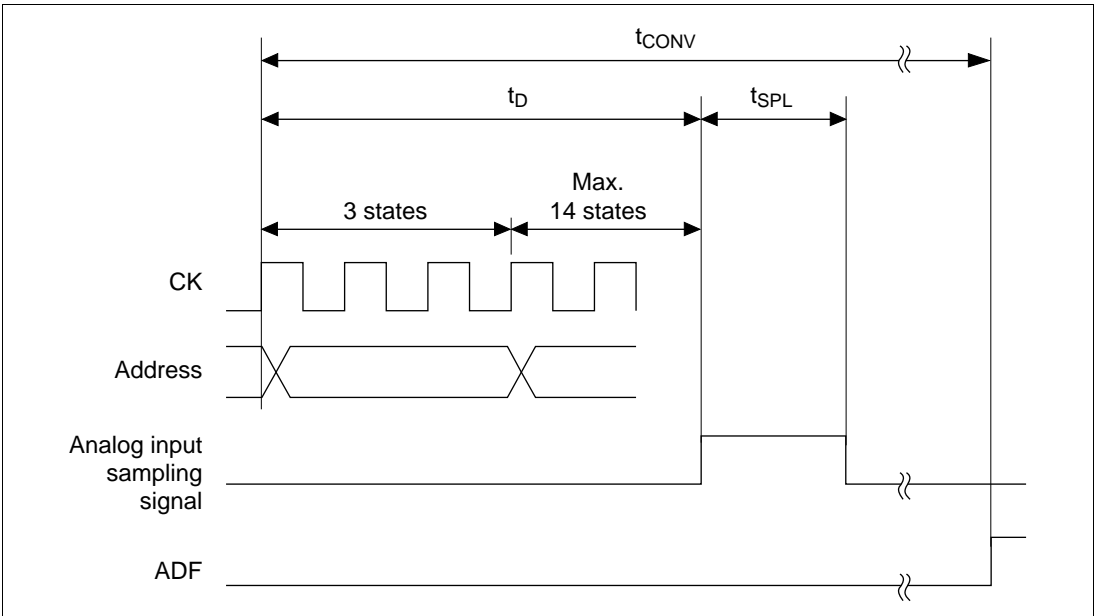 tCONV
tD
tSPL
3 states
Max.
14 states
CK
Address
Analog input
sampling
signal
ADF